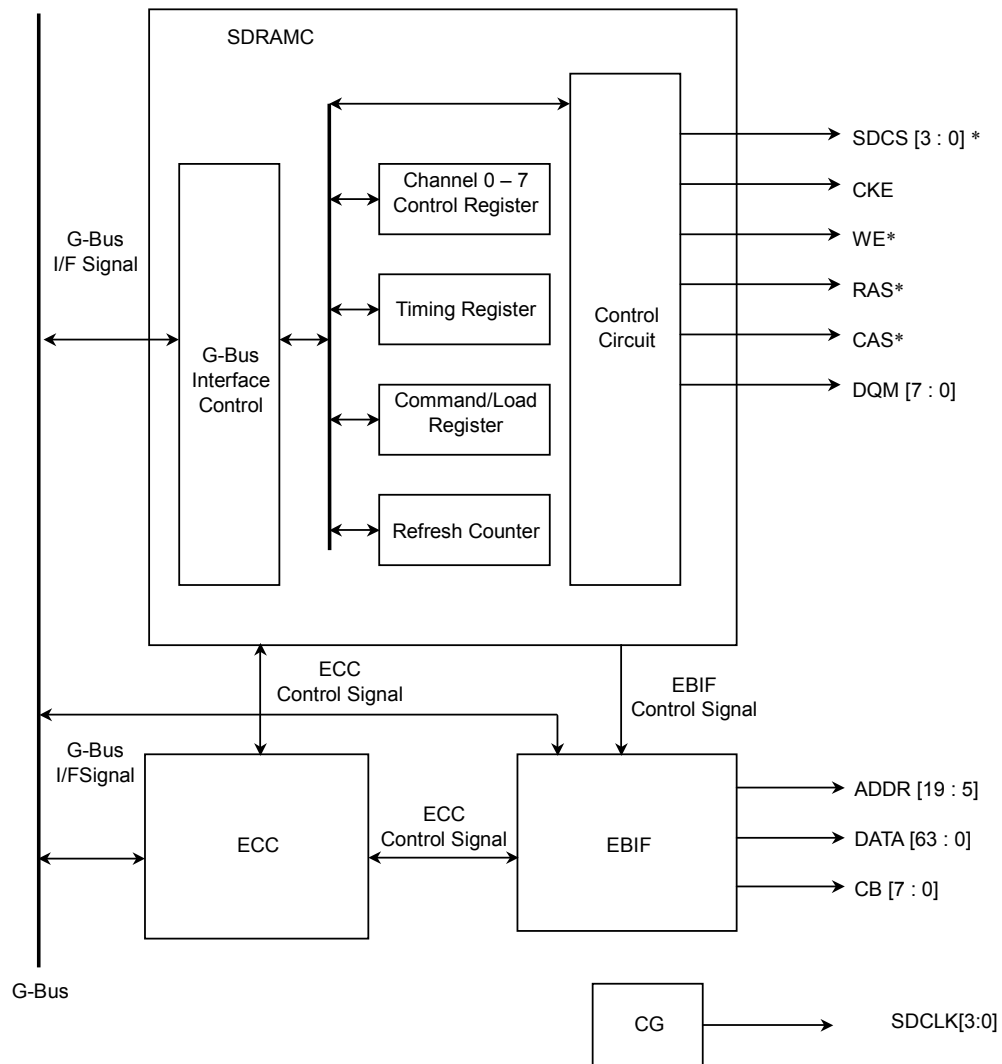 SDRAMC
SDCS [3 : 0] *
Channel 0 – 7
Control Register
CKE
G-Bus
I/F Signal
WE*
RAS*
Timing Register
Control
Circuit
CAS*
G-Bus
Interface
Control
DQM [7 : 0]
Command/Load
Register
Refresh Counter
ECC
Control Signal
EBIF
Control Signal
G-Bus
I/FSignal
ADDR [19 : 5]
ECC
Control Signal
ECC
EBIF
DATA [63 : 0]
CB [7 : 0]
G-Bus
CG
SDCLK[3:0]